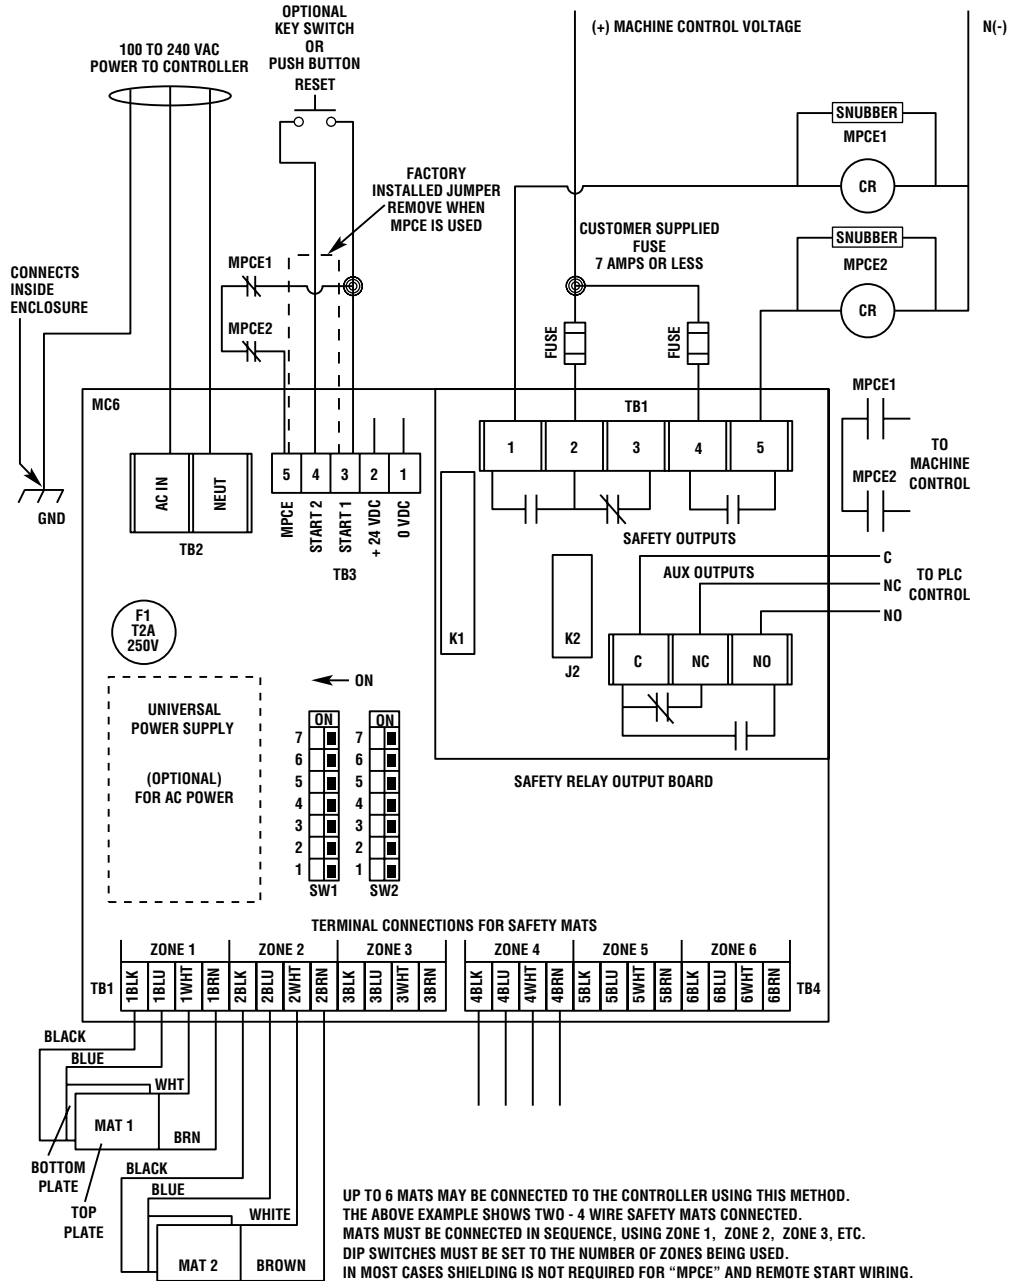 OPTIONAL
KEY SWITCH
OR
PUSH BUTTON
RESET
(+) MACHINE CONTROL VOLTAGE
N(-)
100 TO 240 VAC
POWER TO CONTROLLER
SNUBBER
MPCE1
CR
FACTORY
INSTALLED JUMPER
REMOVE WHEN
MPCE IS USED
CUSTOMER SUPPLIED
FUSE
7 AMPS OR LESS
SNUBBER
MPCE2
CR
CONNECTS
INSIDE
ENCLOSURE
MPCE1
MPCE2
FUSE
FUSE
MC6
TB1
1
2
3
4
5
MPCE1
MPCE2
TO
MACHINE
CONTROL
AC IN
NEUT
TB2
5
4
3
2
1
MPCE
START 2
START 1
+ 24 VDC
0 VDC
TB3
GND
SAFETY OUTPUTS
AUX OUTPUTS
C
NC
NO
TO PLC
CONTROL
K1
K2
J2
C
NC
NO
F1
T2A
250V
ON
UNIVERSAL
POWER SUPPLY
(OPTIONAL)
FOR AC POWER
ON
7
6
5
4
3
2
1
SW1
ON
7
6
5
4
3
2
1
SW2
SAFETY RELAY OUTPUT BOARD
TERMINAL CONNECTIONS FOR SAFETY MATS
ZONE 1
ZONE 2
ZONE 3
ZONE 4
ZONE 5
ZONE 6
TB1
1BLK
1BLU
1WHT
1BRN
2BLK
2BLU
2WHT
2BRN
3BLK
3BLU
3WHT
3BRN
4BLK
4BLU
4WHT
4BRN
5BLK
5BLU
5WHT
5BRN
6BLK
6BLU
6WHT
6BRN
TB4
BLACK
BLUE
WHT
MAT 1
BRN
BOTTOM
PLATE
TOP
PLATE
BLACK
BLUE
WHITE
MAT 2
BROWN
UP TO 6 MATS MAY BE CONNECTED TO THE CONTROLLER USING THIS METHOD.
THE ABOVE EXAMPLE SHOWS TWO - 4 WIRE SAFETY MATS CONNECTED.
MATS MUST BE CONNECTED IN SEQUENCE, USING ZONE 1, ZONE 2, ZONE 3, ETC.
DIP SWITCHES MUST BE SET TO THE NUMBER OF ZONES BEING USED.
IN MOST CASES SHIELDING IS NOT REQUIRED FOR “MPCE” AND REMOTE START WIRING.